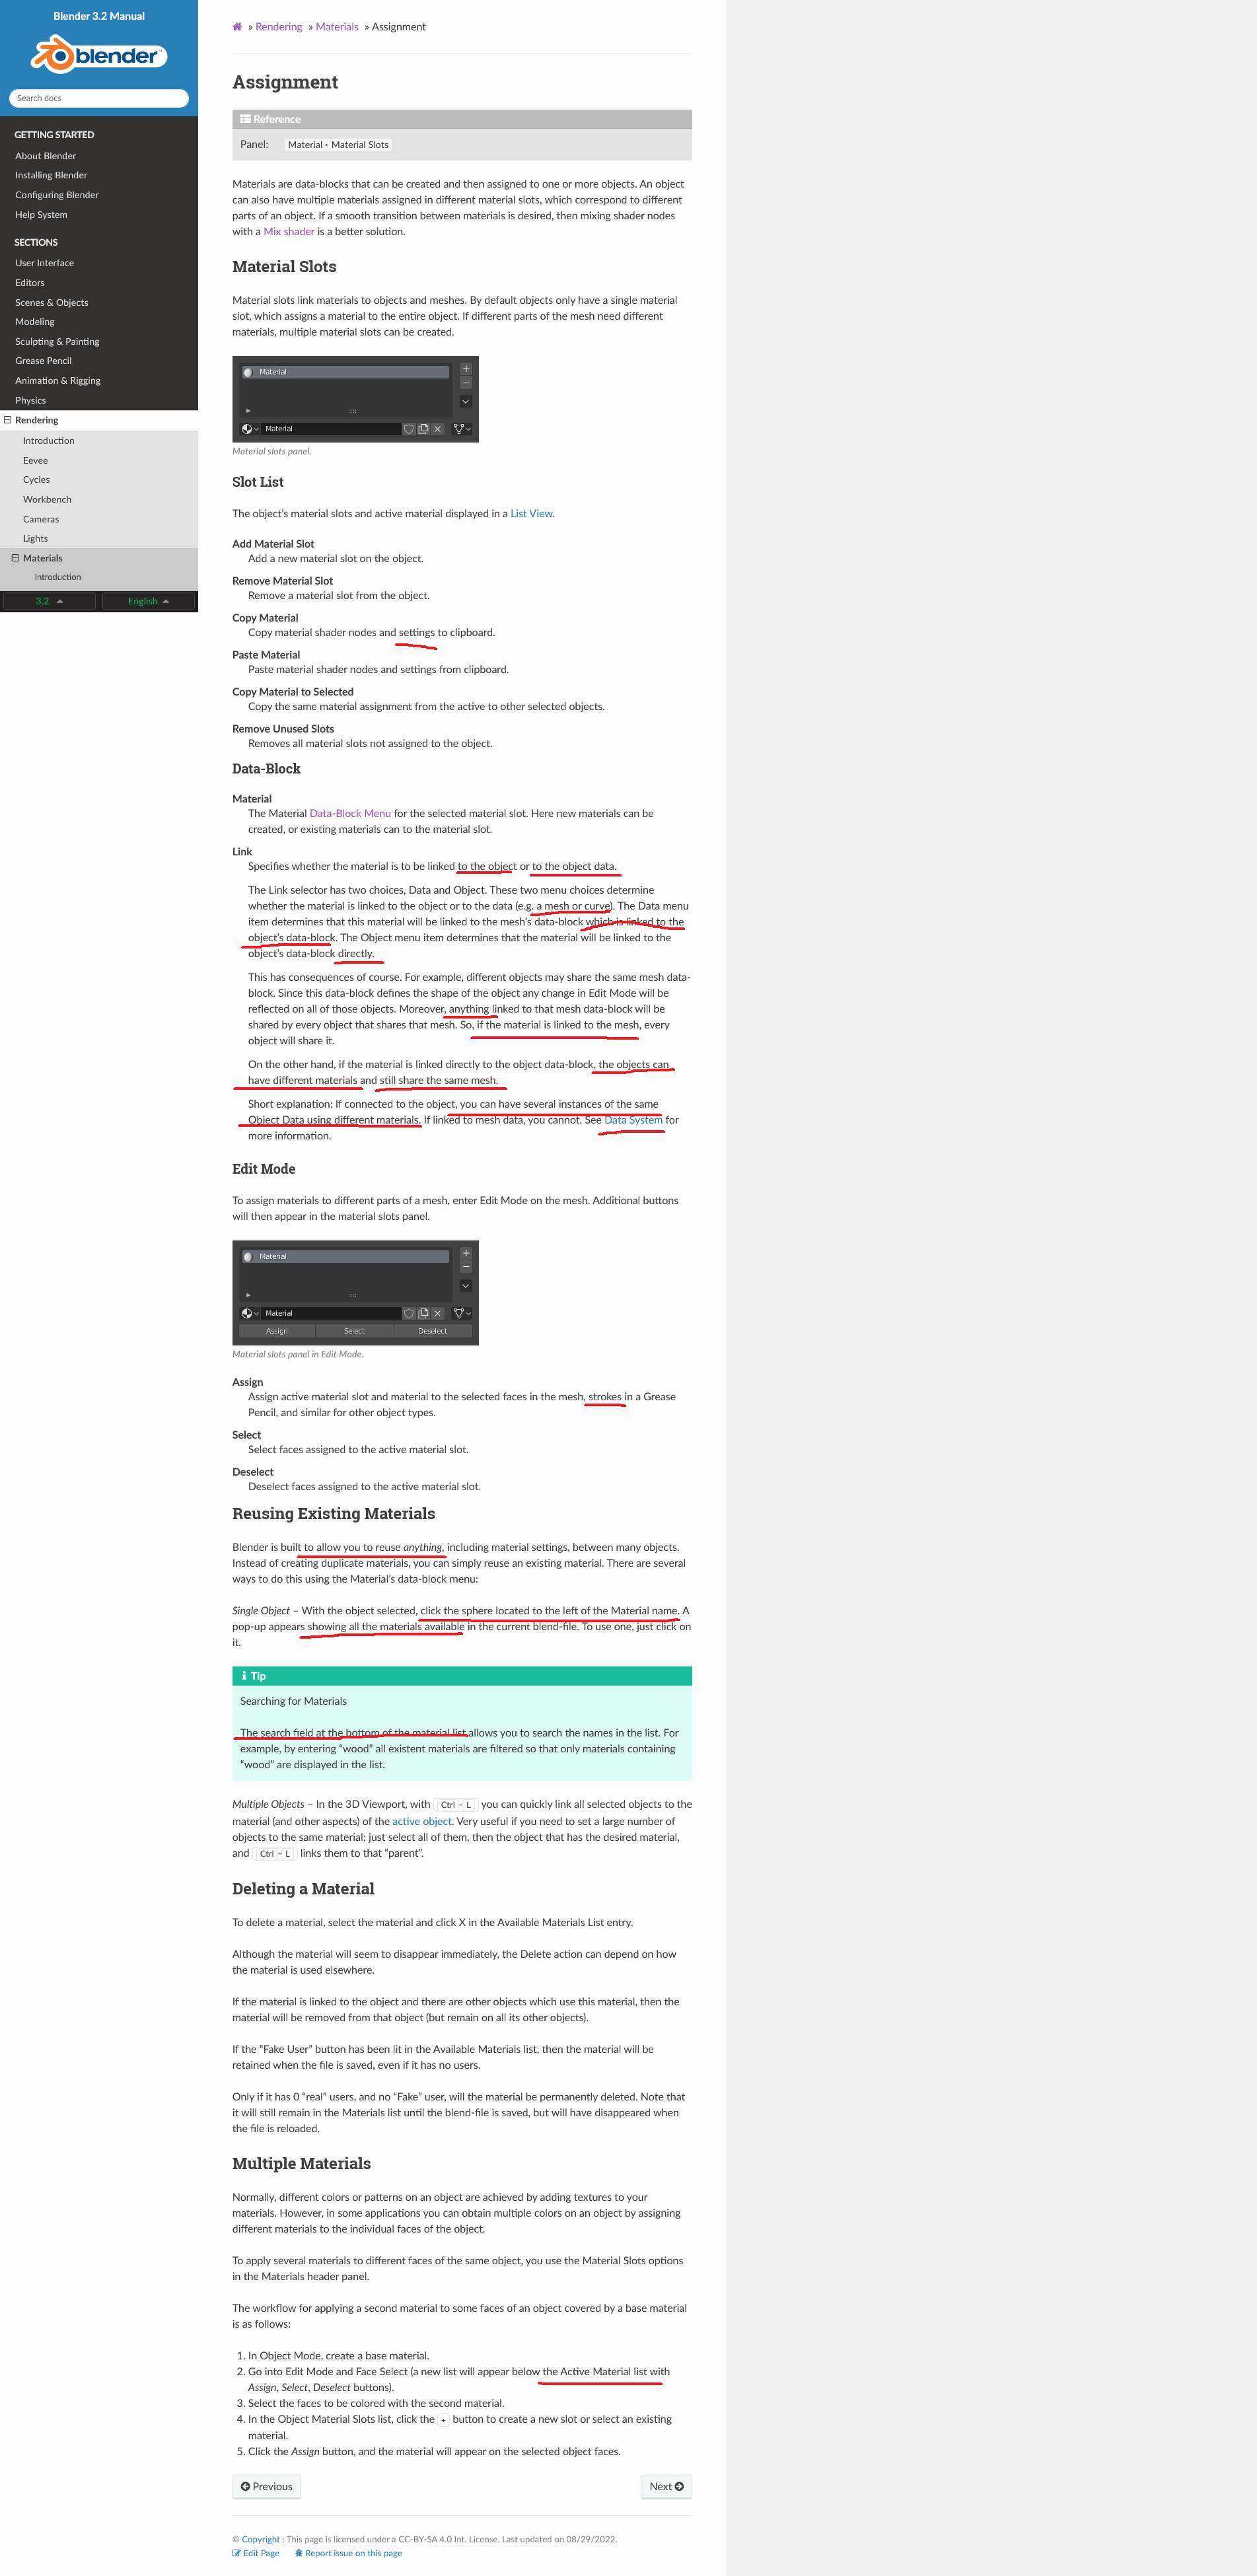 Blender 3.2 Manual
blender
Search docs
GETTING STARTED
About Blender
Installing Blender
Configuring Blender
Help System
SECTIONS
User Interface
Editors
Scenes & Objects
Modeling
Sculpting & Painting
Grease Pencil
Animation & Rigging
Physics
Rendering
Introduction
Eevee
Cycles
Workbench
Cameras
Lights
Materials
Introduction
3.2 English
» Rendering » Materials » Assignment
Assignment
Reference
Panel: Material ‣ Material Slots
Materials are data-blocks that can be created and then assigned to one or more objects. An object
can also have multiple materials assigned in different material slots, which correspond to different
parts of an object. If a smooth transition between materials is desired, then mixing shader nodes
with a Mix shader is a better solution.
Material Slots
Material slots link materials to objects and meshes. By default objects only have a single material
slot, which assigns a material to the entire object. If different parts of the mesh need different
materials, multiple material slots can be created.
Material
Material
Material slots panel.
Slot List
The object’s material slots and active material displayed in a List View.
Add Material Slot
Add a new material slot on the object.
Remove Material Slot
Remove a material slot from the object.
Copy Material
Copy material shader nodes and settings to clipboard.
Paste Material
Paste material shader nodes and settings from clipboard.
Copy Material to Selected
Copy the same material assignment from the active to other selected objects.
Remove Unused Slots
Removes all material slots not assigned to the object.
Data-Block
Material
The Material Data-Block Menu for the selected material slot. Here new materials can be
created, or existing materials can to the material slot.
Link
Specifies whether the material is to be linked to the object or to the object data.
The Link selector has two choices, Data and Object. These two menu choices determine
whether the material is linked to the object or to the data (e.g. a mesh or curve). The Data menu
item determines that this material will be linked to the mesh’s data-block which is linked to the
object’s data-block. The Object menu item determines that the material will be linked to the
object’s data-block directly.
This has consequences of course. For example, different objects may share the same mesh data-
block. Since this data-block defines the shape of the object any change in Edit Mode will be
reflected on all of those objects. Moreover, anything linked to that mesh data-block will be
shared by every object that shares that mesh. So, if the material is linked to the mesh, every
object will share it.
On the other hand, if the material is linked directly to the object data-block, the objects can
have different materials and still share the same mesh.
Short explanation: If connected to the object, you can have several instances of the same
Object Data using different materials. If linked to mesh data, you cannot. See Data System for
more information.
Edit Mode
To assign materials to different parts of a mesh, enter Edit Mode on the mesh. Additional buttons
will then appear in the material slots panel.
Material
Material
Assign Select Deselect
Material slots panel in Edit Mode.
Assign
Assign active material slot and material to the selected faces in the mesh, strokes in a Grease
Pencil, and similar for other object types.
Select
Select faces assigned to the active material slot.
Deselect
Deselect faces assigned to the active material slot.
Reusing Existing Materials
Blender is built to allow you to reuse anything, including material settings, between many objects.
Instead of creating duplicate materials, you can simply reuse an existing material. There are several
ways to do this using the Material’s data-block menu:
Single Object – With the object selected, click the sphere located to the left of the Material name. A
pop-up appears showing all the materials available in the current blend-file. To use one, just click on
it.
Tip
Searching for Materials
The search field at the bottom of the material list allows you to search the names in the list. For
example, by entering “wood” all existent materials are filtered so that only materials containing
“wood” are displayed in the list.
Multiple Objects – In the 3D Viewport, with Ctrl-L you can quickly link all selected objects to the
material (and other aspects) of the active object. Very useful if you need to set a large number of
objects to the same material; just select all of them, then the object that has the desired material,
and Ctrl-L links them to that “parent”.
Deleting a Material
To delete a material, select the material and click X in the Available Materials List entry.
Although the material will seem to disappear immediately, the Delete action can depend on how
the material is used elsewhere.
If the material is linked to the object and there are other objects which use this material, then the
material will be removed from that object (but remain on all its other objects).
If the “Fake User” button has been lit in the Available Materials list, then the material will be
retained when the file is saved, even if it has no users.
Only if it has 0 “real” users, and no “Fake” user, will the material be permanently deleted. Note that
it will still remain in the Materials list until the blend-file is saved, but will have disappeared when
the file is reloaded.
Multiple Materials
Normally, different colors or patterns on an object are achieved by adding textures to your
materials. However, in some applications you can obtain multiple colors on an object by assigning
different materials to the individual faces of the object.
To apply several materials to different faces of the same object, you use the Material Slots options
in the Materials header panel.
The workflow for applying a second material to some faces of an object covered by a base material
is as follows:
1. In Object Mode, create a base material.
2. Go into Edit Mode and Face Select (a new list will appear below the Active Material list with
Assign, Select, Deselect buttons).
3. Select the faces to be colored with the second material.
4. In the Object Material Slots list, click the + button to create a new slot or select an existing
material.
5. Click the Assign button, and the material will appear on the selected object faces.
Previous Next
© Copyright : This page is licensed under a CC-BY-SA 4.0 Int. License. Last updated on 08/29/2022.
Edit Page Report issue on this page